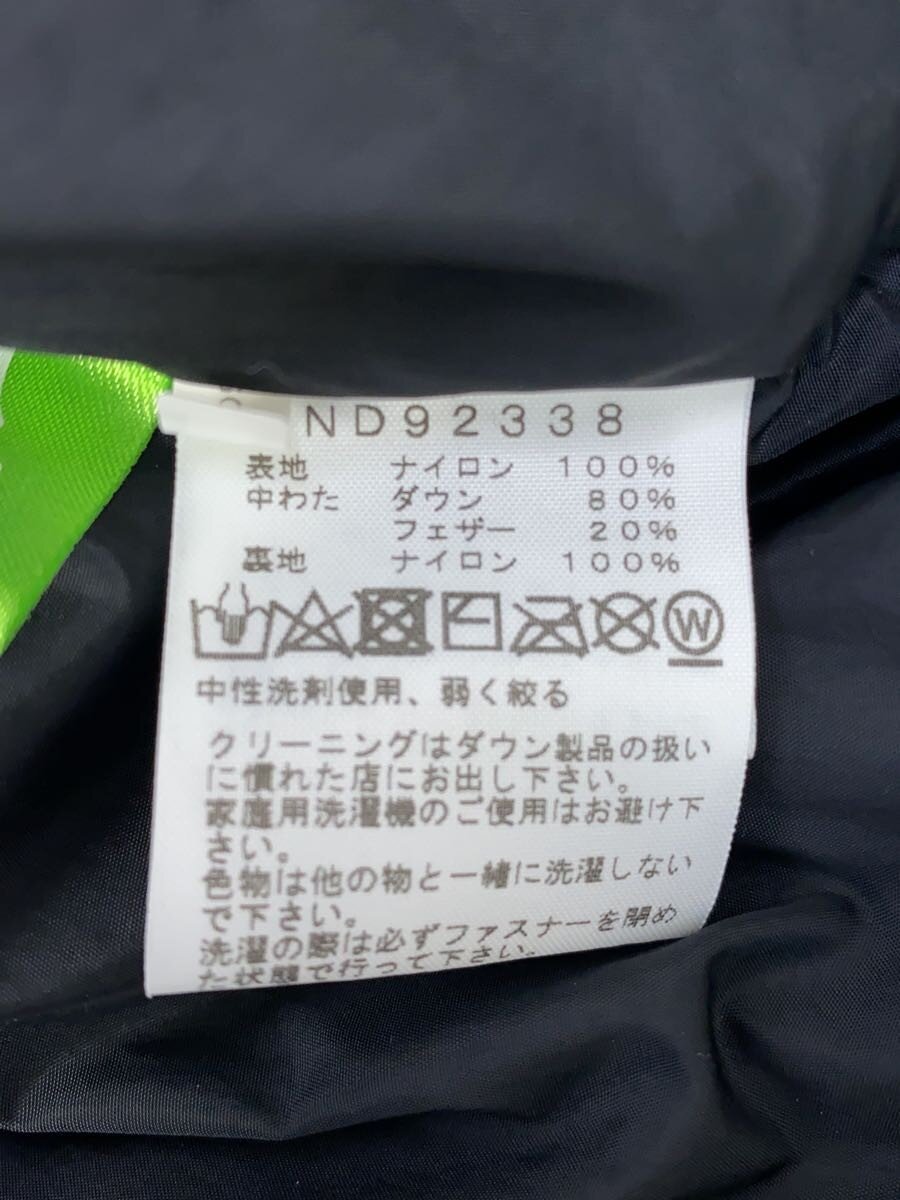 ND92338
表地 ナイロン 100%
中わた ダウン 80%
フェザー 20%
裏地 ナイロン 100%
W
中性洗剤使用、弱く絞る
クリーニングはダウン製品の扱い
に慣れた店にお出し下さい。
家庭用洗濯機のご使用はお避け下
さい。
色物は他の物と一緒に洗濯しない
で下さい。
洗濯の際は必ずファスナーを閉め
た状態で行って下さい。